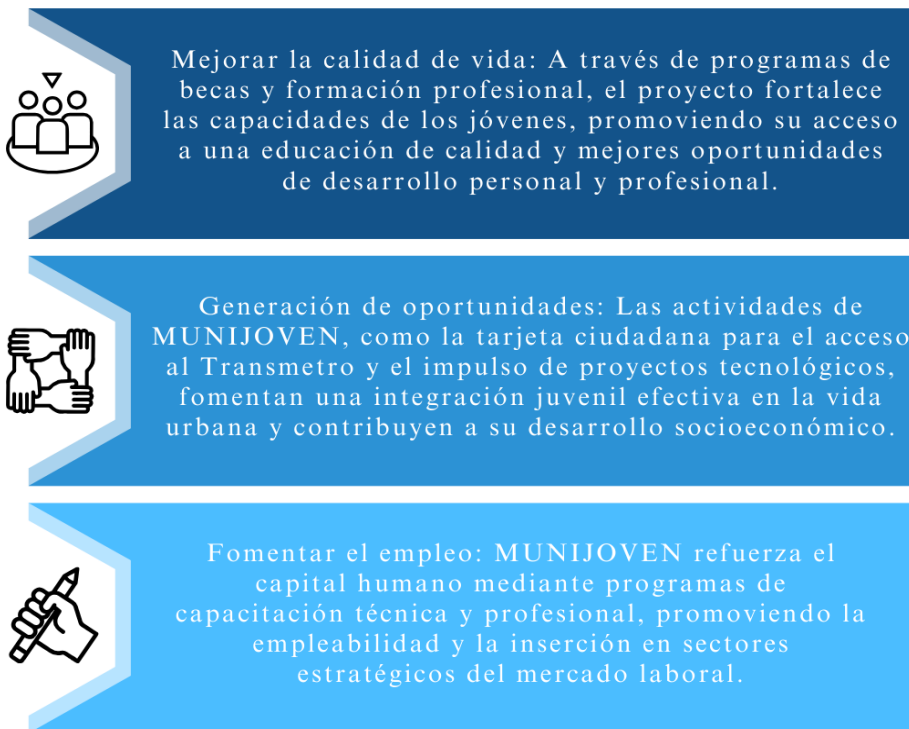 Mejorar la calidad de vida: A través de programas de
becas y formación profesional, el proyecto fortalece
las capacidades de los jóvenes, promoviendo su acceso
a una educación de calidad y mejores oportunidades
de desarrollo personal y profesional.
Generación de oportunidades: Las actividades de
MUNIJOVEN, como la tarjeta ciudadana para el acceso
al Transmetro y el impulso de proyectos tecnológicos,
fomentan una integración juvenil efectiva en la vida
urbana y contribuyen a su desarrollo socioeconómico.
Fomentar el empleo: MUNIJOVEN refuerza el
capital humano mediante programas de
capacitación técnica y profesional, promoviendo la
empleabilidad y la inserción en sectores
estratégicos del mercado laboral.